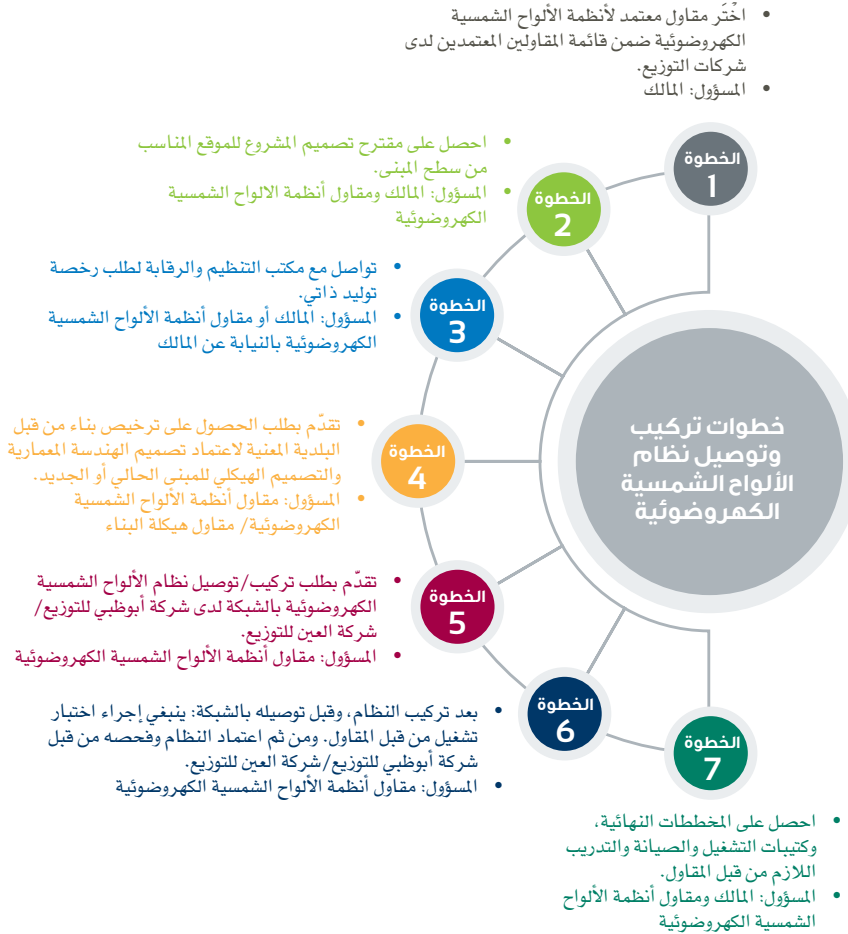 اختَر مقاول معتمد لأنظمة الألواح الشمسية
الكهروضوئية ضمن قائمة المقاولين المعتمدين لدى
شركات التوزيع.
المسؤول: المالك
الخطوة
1
احصل على مقترح تصميم المشروع للموقع المناسب
من سطح المبنى.
المسؤول: المالك ومقاول أنظمة الالواح الشمسية
الكهروضوئية
الخطوة
2
تواصل مع مكتب التنظيم والرقابة لطلب رخصة
توليد ذاتي.
المسؤول: المالك أو مقاول أنظمة الألواح الشمسية
الكهروضوئية بالنيابة عن المالك
الخطوة
3
خطوات تركيب
وتوصيل نظام
الألواح الشمسية
الكهروضوئية
تقدّم بطلب الحصول على ترخيص بناء من قبل
البلدية المعنية لاعتماد تصميم الهندسة المعمارية
والتصميم الهيكلي للمبنى الحالي أو الجديد.
المسؤول: مقاول أنظمة الألواح الشمسية
الكهروضوئية/ مقاول هيكلة البناء
الخطوة
4
تقدّم بطلب تركيب/توصيل نظام الألواح الشمسية
الكهروضوئية بالشبكة لدى شركة أبوظبي للتوزيع/
شركة العين للتوزيع.
المسؤول: مقاول أنظمة الألواح الشمسية الكهروضوئية
الخطوة
5
بعد تركيب النظام، وقبل توصيله بالشبكة: ينبغي إجراء اختبار
تشغيل من قبل المقاول. ومن ثم اعتماد النظام وفحصه من قبل
شركة أبوظبي للتوزيع/شركة العين للتوزيع.
المسؤول: مقاول أنظمة الألواح الشمسية الكهروضوئية
الخطوة
6
الخطوة
7
احصل على المخططات النهائية،
وكتيبات التشغيل والصيانة والتدريب
اللازم من قبل المقاول.
المسؤول: المالك ومقاول أنظمة الألواح
الشمسية الكهروضوئية